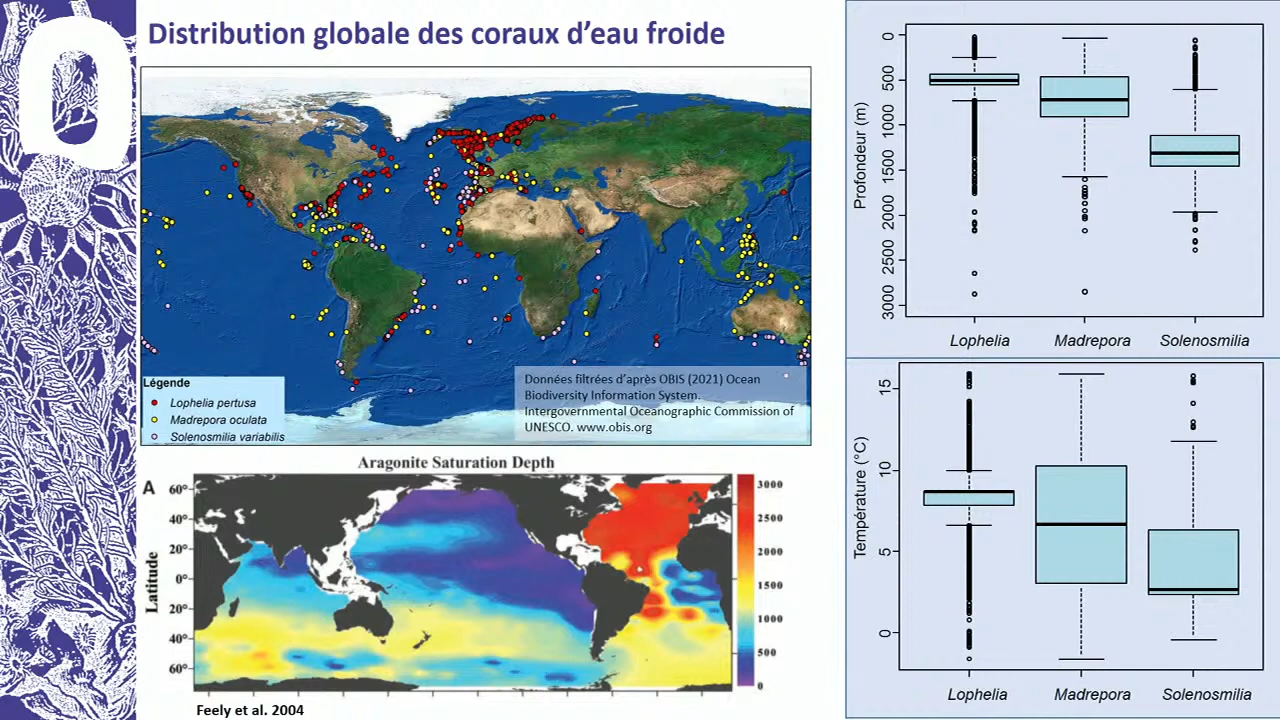 Distribution globale des coraux d’eau froide
Légende
Lophelia pertusa
Madrepora oculata
Solenosmilia variabilis
Données filtrées d’après OBIS (2021) Ocean
Biodiversity Information System.
Intergovernmental Oceanographic Commission of
UNESCO. www.obis.org
Aragonite Saturation Depth
A
Latitude
60°
40°
20°
0°
20°
40°
60°
3000
2500
2000
1500
1000
500
0
Feely et al. 2004
Profondeur (m)
0
500
1000
1500
2000
2500
3000
Lophelia
Madrepora
Solenosmilia
Température (°C)
15
10
5
0
Lophelia
Madrepora
Solenosmilia